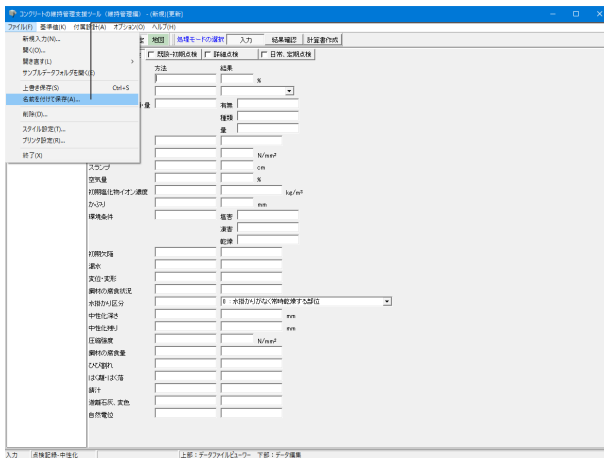 コンクリートの維持管理支援ツール（維持管理編） - (新規)[更新]
ファイル(F) 基準値(K) 付属設計(A) オプション(O) ヘルプ(H)
新規入力(N)...
開く(O)...
開き直す(L)
サンプルデータフォルダを開く(E)
上書き保存(S) Ctrl+S
名前を付けて保存(A)...
削除(D)...
スタイル設定(T)...
プリンタ設定(R)...
終了(X)
地図 処理モードの選択 入力 結果確認 計算書作成
既設-初期点検 詳細点検 日常、定期点検
方法 結果
%
量 有無
種類
量
N/mm²
スランプ cm
空気量 %
初期塩化物イオン濃度 kg/m³
かぶり mm
環境条件 塩害
凍害
乾燥
初期欠陥
漏水
変位・変形
鋼材の腐食状況
水掛かり区分 0：水掛かりがなく常時乾燥する部位
中性化深さ mm
中性化残り mm
圧縮強度 N/mm²
鋼材の腐食量
ひび割れ
はく離・はく落
錆汁
遊離石灰、変色
自然電位
入力 点検記録-中性化 上部：データファイルビューワー 下部：データ編集